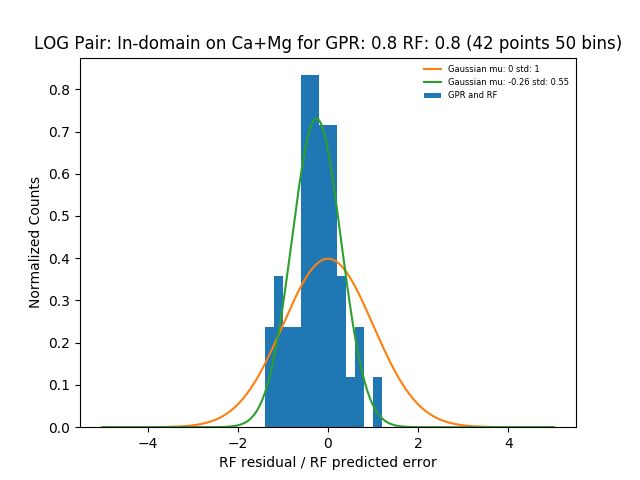 LOG Pair: In-domain on Ca+Mg for GPR: 0.8 RF: 0.8 (42 points 50 bins)
Gaussian mu: 0 std: 1
Gaussian mu: -0.26 std: 0.55
GPR and RF
Normalized Counts
0.8
0.7
0.6
0.5
0.4
0.3
0.2
0.1
0.0
−4
−2
0
2
4
RF residual / RF predicted error